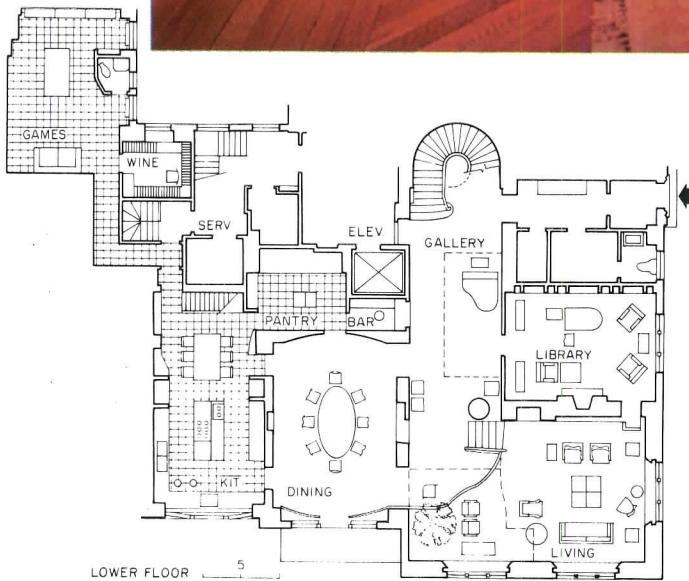 GAMES
WINE
SERV
ELEV
GALLERY
PANTRY
BAR
LIBRARY
KIT
DINING
LIVING
LOWER FLOOR 5